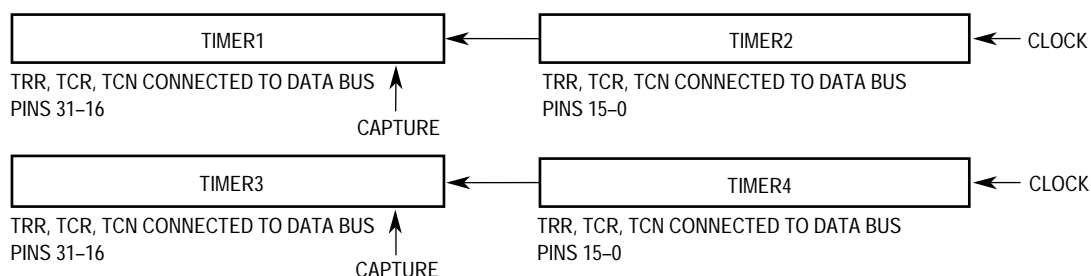 TIMER1
TIMER2
CLOCK
TRR, TCR, TCN CONNECTED TO DATA BUS
PINS 31–16
CAPTURE
TRR, TCR, TCN CONNECTED TO DATA BUS
PINS 15–0
TIMER3
TIMER4
CLOCK
TRR, TCR, TCN CONNECTED TO DATA BUS
PINS 31–16
CAPTURE
TRR, TCR, TCN CONNECTED TO DATA BUS
PINS 15–0